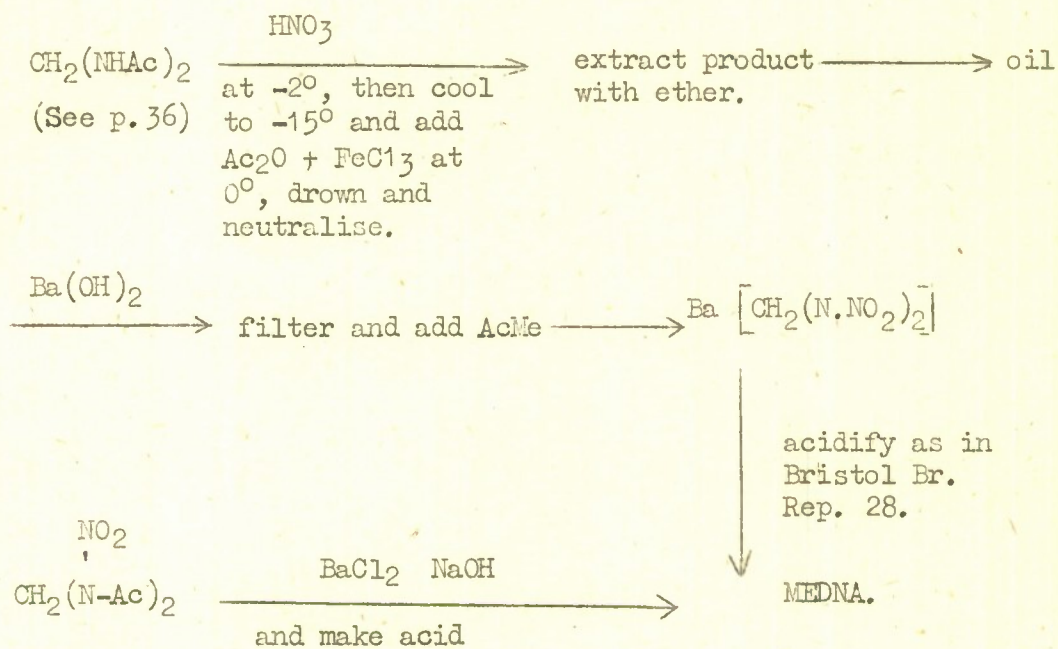 HNO3
CH2(NHAc)2
(See p. 36)
at -2°, then cool
to -15° and add
Ac2O + FeCl3 at
0°, drown and
neutralise.
extract product
with ether.
oil
Ba(OH)2
filter and add AcMe
Ba [CH2(N.NO2)2]
acidify as in
Bristol Br.
Rep. 28.
NO2
CH2(N-Ac)2
BaCl2 NaOH
and make acid
MEDNA.